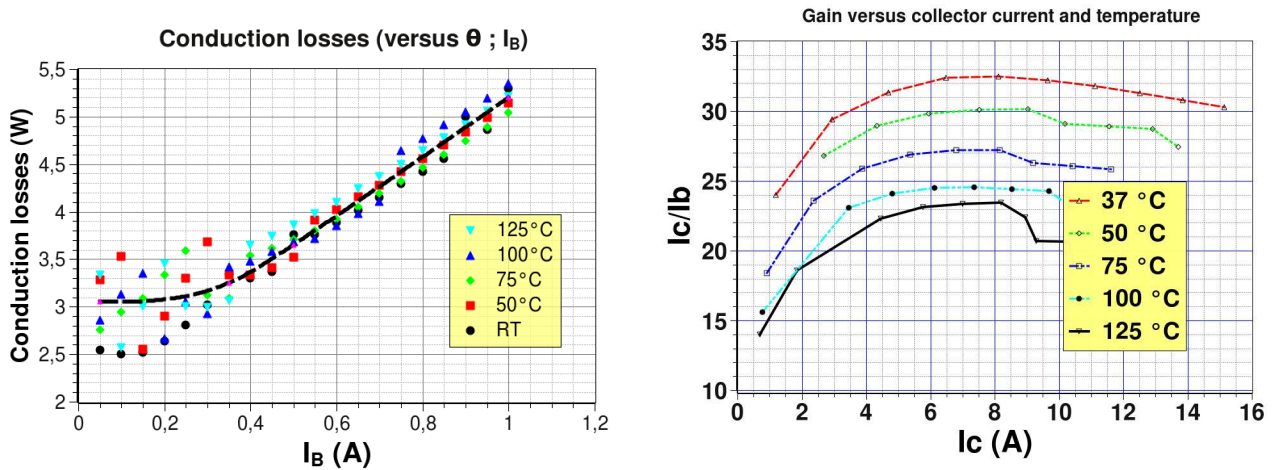 Conduction losses (versus θ ; I_B)
Conduction losses (W)
5,5
5
4,5
4
3,5
3
2,5
2
0
0,2
0,4
0,6
0,8
1
1,2
I_B (A)
125°C
100°C
75°C
50°C
RT
Gain versus collector current and temperature
Ic/Ib
35
30
25
20
15
10
0
2
4
6
8
10
12
14
16
Ic (A)
37 °C
50 °C
75 °C
100 °C
125 °C